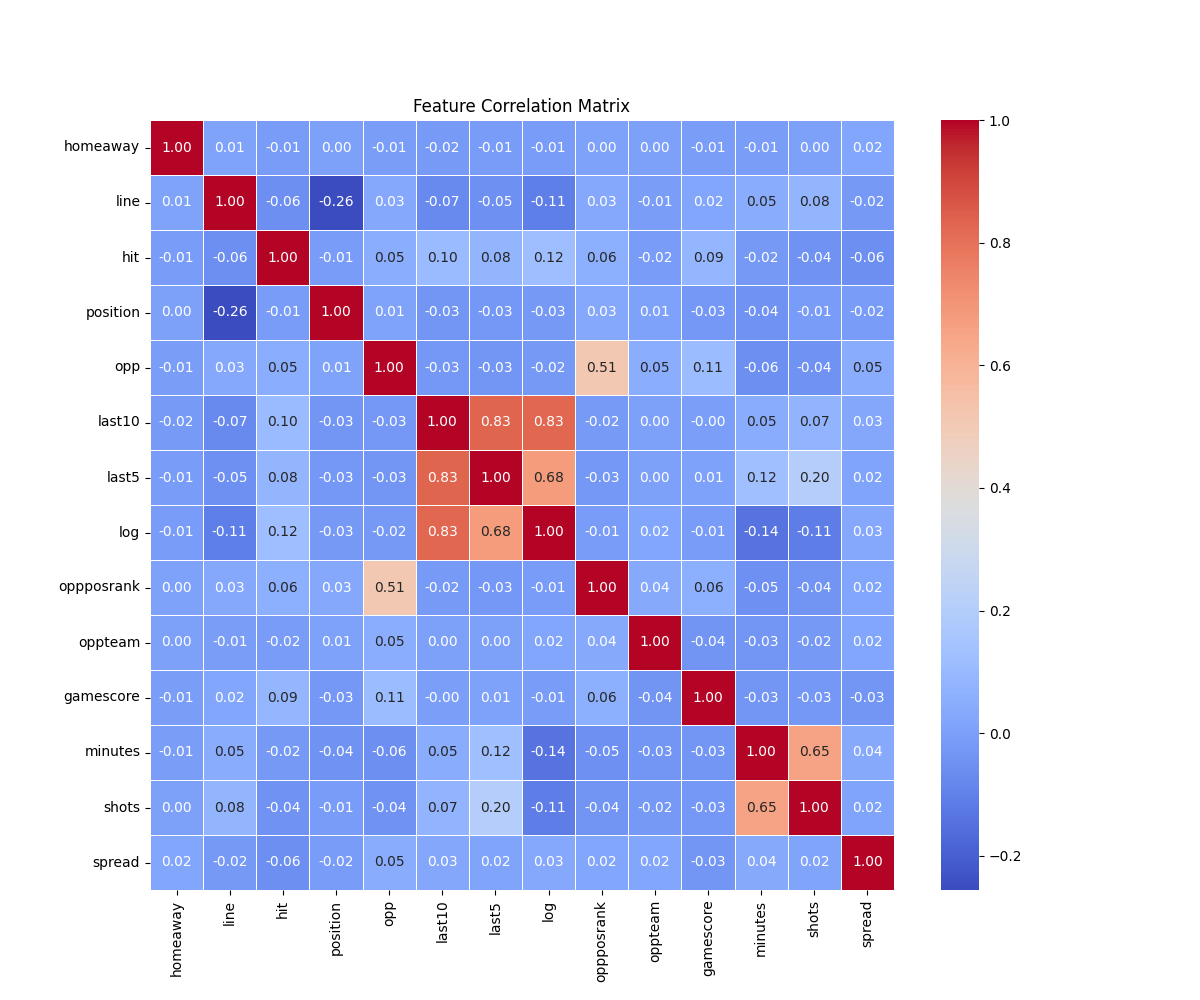 Feature Correlation Matrix
homeaway 1.00 0.01 -0.01 0.00 -0.01 -0.02 -0.01 -0.01 0.00 0.00 -0.01 -0.01 0.00 0.02
line 0.01 1.00 -0.06 -0.26 0.03 -0.07 -0.05 -0.11 0.03 -0.01 0.02 0.05 0.08 -0.02
hit -0.01 -0.06 1.00 -0.01 0.05 0.10 0.08 0.12 0.06 -0.02 0.09 -0.02 -0.04 -0.06
position 0.00 -0.26 -0.01 1.00 0.01 -0.03 -0.03 -0.03 0.03 0.01 -0.03 -0.04 -0.01 -0.02
opp -0.01 0.03 0.05 0.01 1.00 -0.03 -0.03 -0.02 0.51 0.05 0.11 -0.06 -0.04 0.05
last10 -0.02 -0.07 0.10 -0.03 -0.03 1.00 0.83 0.83 -0.02 0.00 -0.00 0.05 0.07 0.03
last5 -0.01 -0.05 0.08 -0.03 -0.03 0.83 1.00 0.68 -0.03 0.00 0.01 0.12 0.20 0.02
log -0.01 -0.11 0.12 -0.03 -0.02 0.83 0.68 1.00 -0.01 0.02 -0.01 -0.14 -0.11 0.03
oppposrank 0.00 0.03 0.06 0.03 0.51 -0.02 -0.03 -0.01 1.00 0.04 0.06 -0.05 -0.04 0.02
oppteam 0.00 -0.01 -0.02 0.01 0.05 0.00 0.00 0.02 0.04 1.00 -0.04 -0.03 -0.02 0.02
gamescore -0.01 0.02 0.09 -0.03 0.11 -0.00 0.01 -0.01 0.06 -0.04 1.00 -0.03 -0.03 -0.03
minutes -0.01 0.05 -0.02 -0.04 -0.06 0.05 0.12 -0.14 -0.05 -0.03 -0.03 1.00 0.65 0.04
shots 0.00 0.08 -0.04 -0.01 -0.04 0.07 0.20 -0.11 -0.04 -0.02 -0.03 0.65 1.00 0.02
spread 0.02 -0.02 -0.06 -0.02 0.05 0.03 0.02 0.03 0.02 0.02 -0.03 0.04 0.02 1.00
homeaway line hit position opp last10 last5 log oppposrank oppteam gamescore minutes shots spread
1.0
0.8
0.6
0.4
0.2
0.0
−0.2